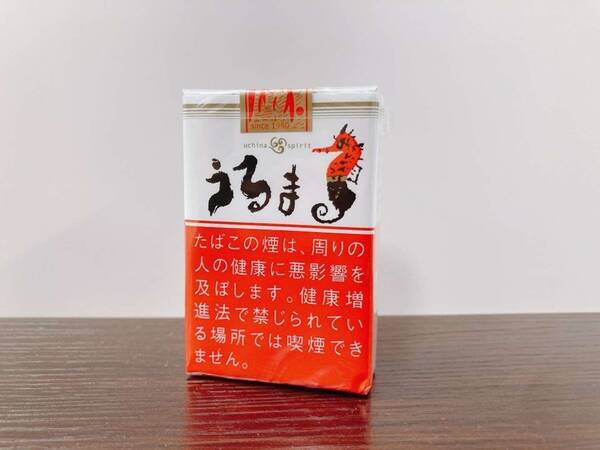 since 1980
uchina spirit
うるま
たばこの煙は、周りの
人の健康に悪影響を
及ぼします。健康増
進法で禁じられてい
る場所では喫煙でき
ません。